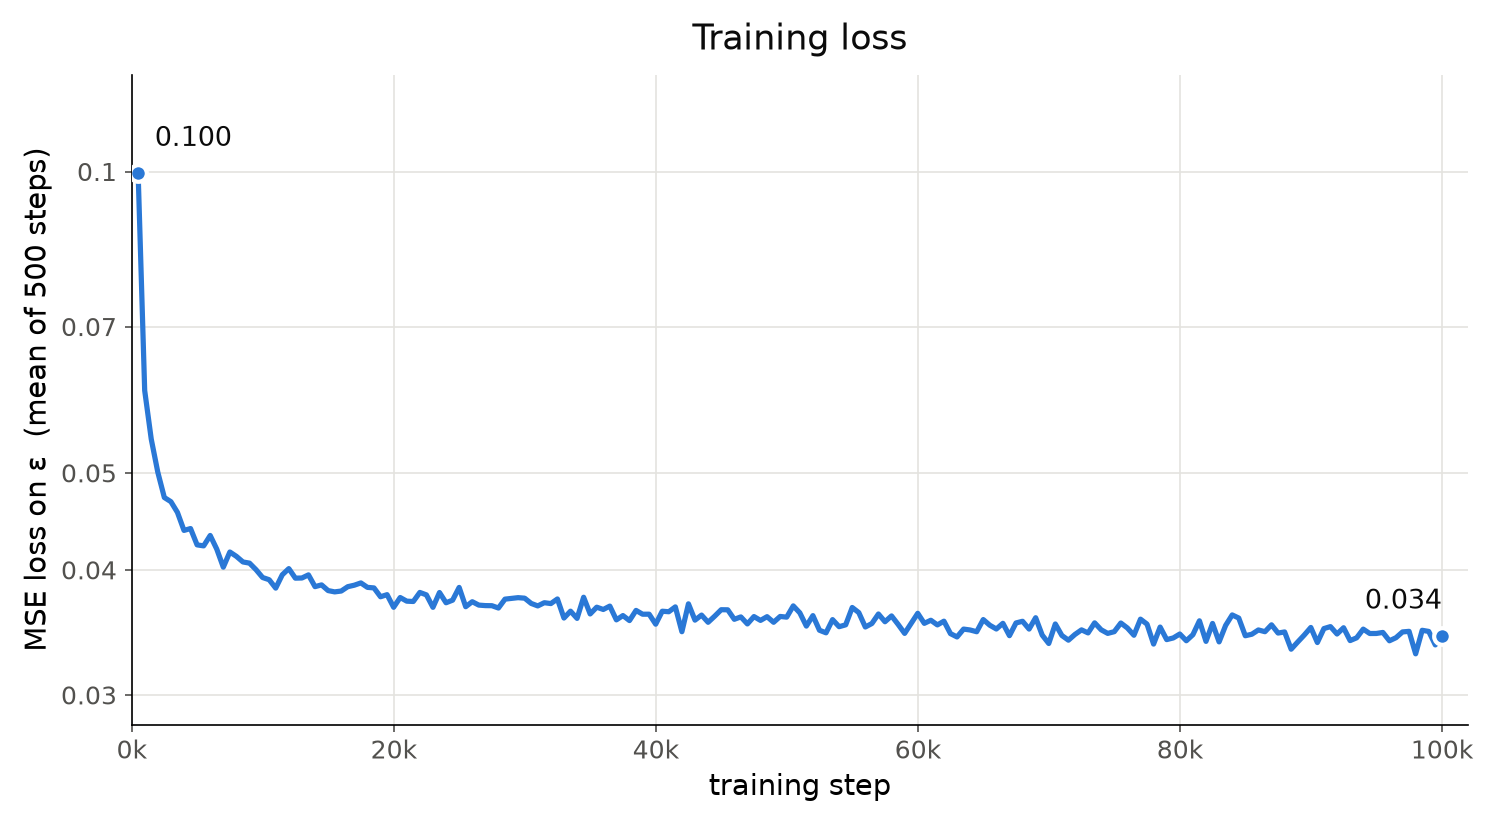 Training loss
MSE loss on ε (mean of 500 steps)
0.1
0.07
0.05
0.04
0.03
0.100
0.034
0k
20k
40k
60k
80k
100k
training step